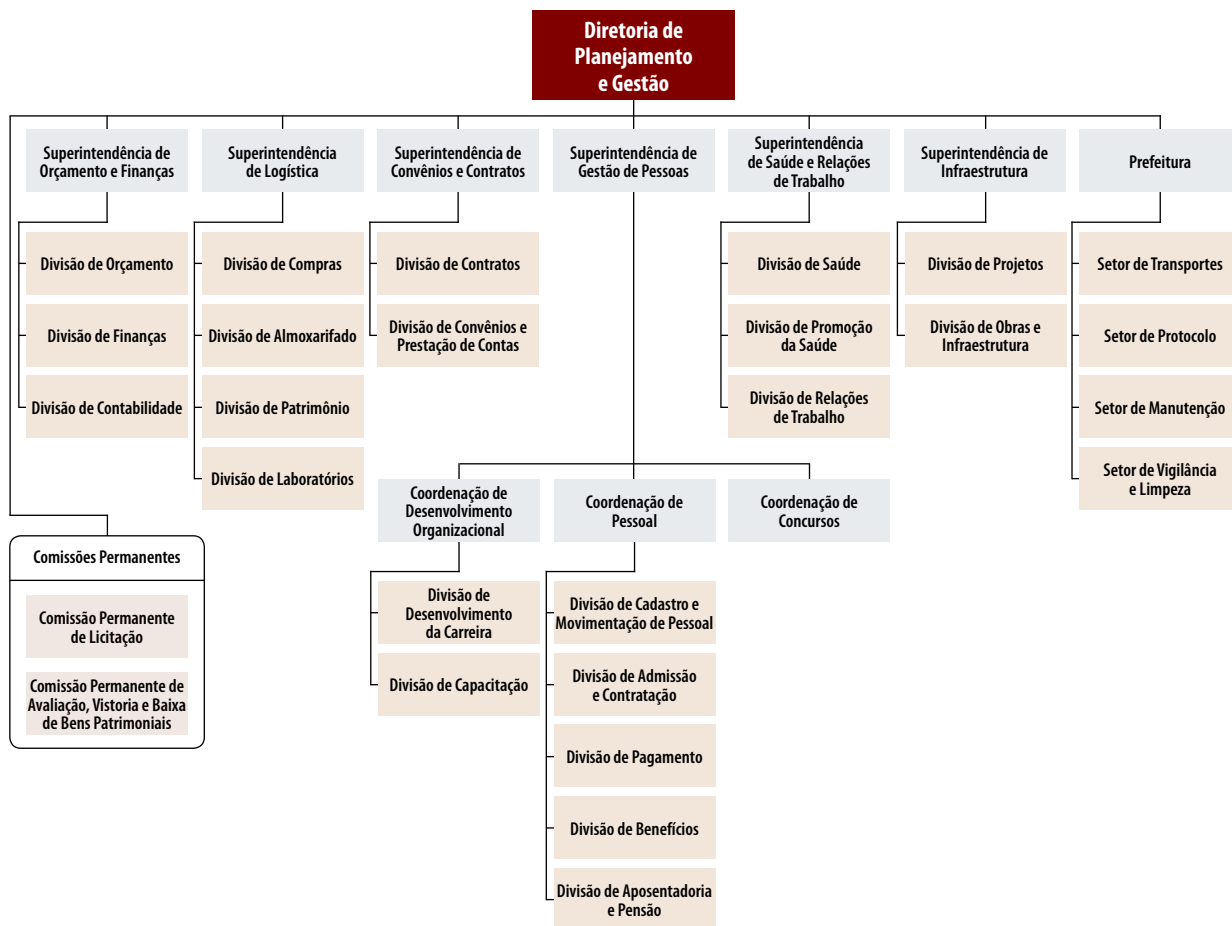 Diretoria de
Planejamento
e Gestão
Superintendência de
Orçamento e Finanças
Superintendência
de Logística
Superintendência de
Convênios e Contratos
Superintendência de
Gestão de Pessoas
Superintendência
de Saúde e Relações
de Trabalho
Superintendência de
Infraestrutura
Prefeitura
Divisão de Orçamento
Divisão de Finanças
Divisão de Contabilidade
Divisão de Compras
Divisão de Almoxarifado
Divisão de Patrimônio
Divisão de Laboratórios
Divisão de Contratos
Divisão de Convênios e
Prestação de Contas
Divisão de Saúde
Divisão de Promoção
da Saúde
Divisão de Relações
de Trabalho
Divisão de Projetos
Divisão de Obras e
Infraestrutura
Setor de Transportes
Setor de Protocolo
Setor de Manutenção
Setor de Vigilância
e Limpeza
Coordenação de
Desenvolvimento
Organizacional
Coordenação de
Pessoal
Coordenação de
Concursos
Divisão de
Desenvolvimento
da Carreira
Divisão de Capacitação
Divisão de Cadastro e
Movimentação de Pessoal
Divisão de Admissão
e Contratação
Divisão de Pagamento
Divisão de Benefícios
Divisão de Aposentadoria
e Pensão
Comissões Permanentes
Comissão Permanente
de Licitação
Comissão Permanente de
Avaliação, Vistoria e Baixa
de Bens Patrimoniais